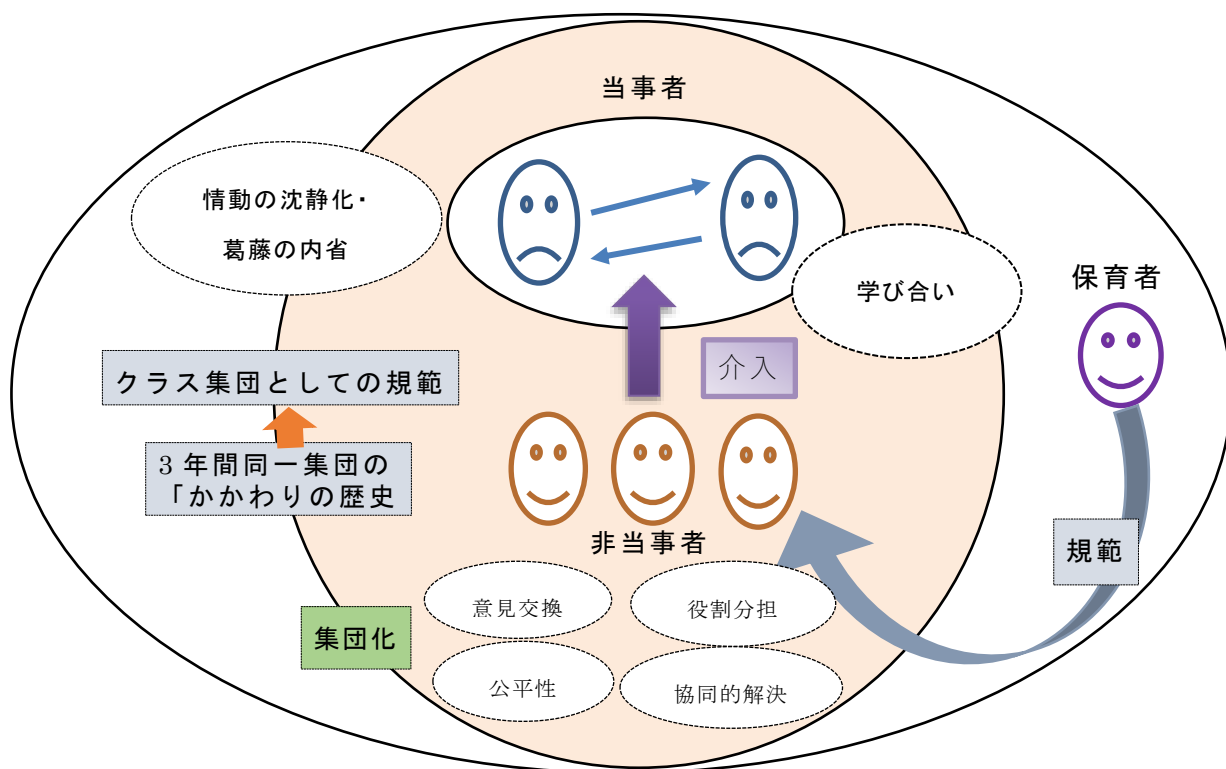 当事者
情動の沈静化・
葛藤の内省
学び合い
保育者
介入
クラス集団としての規範
3 年間同一集団の
「かかわりの歴史
非当事者
規範
意見交換
役割分担
集団化
公平性
協同的解決